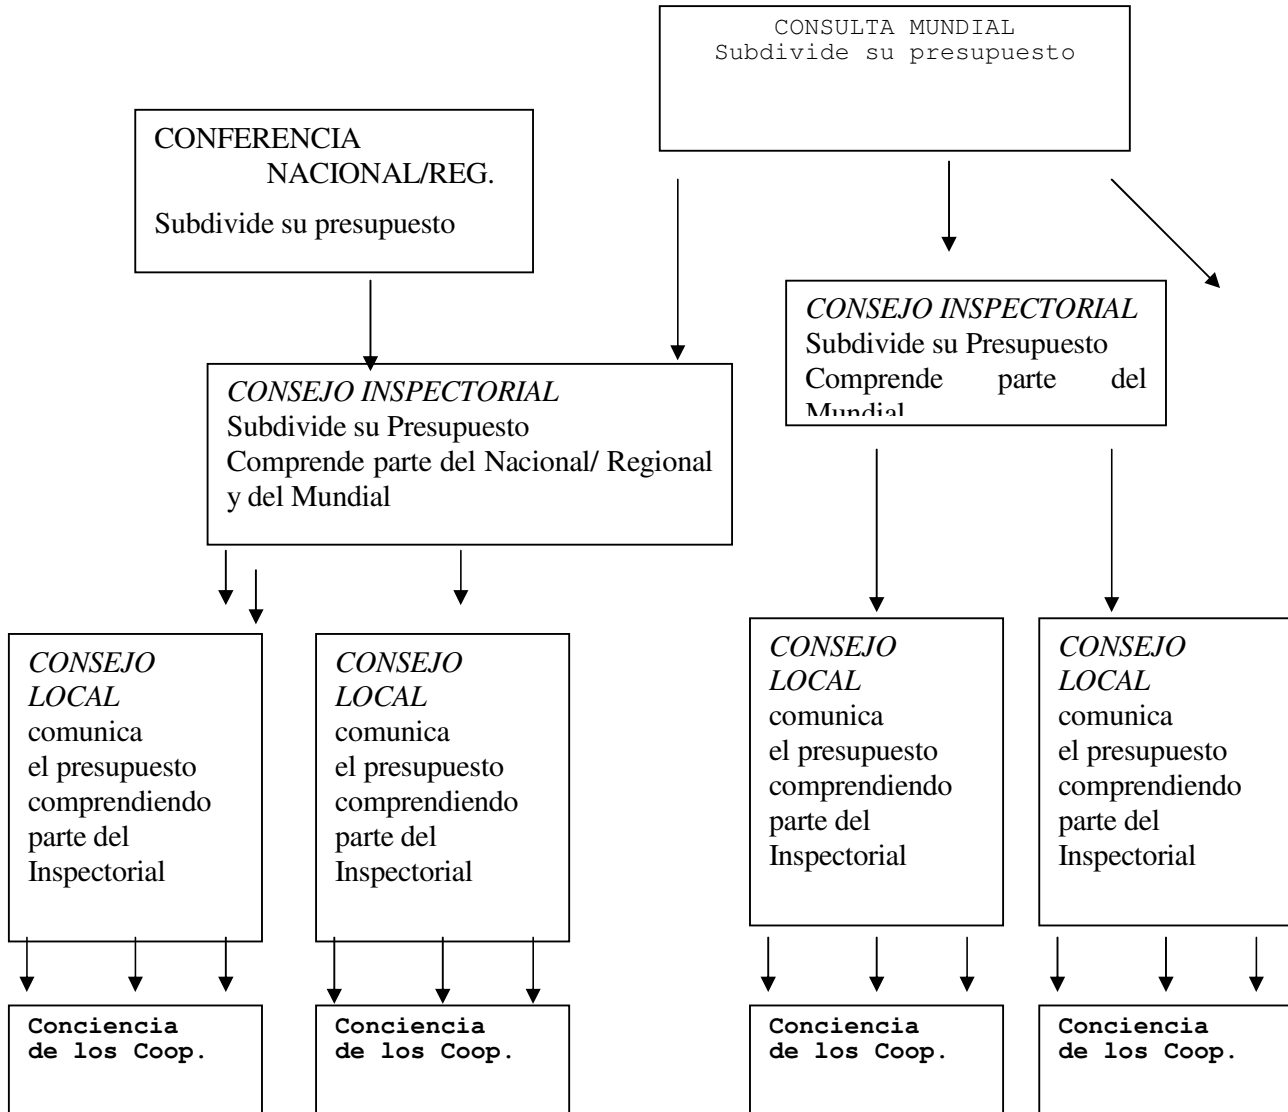 CONSULTA MUNDIAL
Subdivide su presupuesto
CONFERENCIA
NACIONAL/REG.
Subdivide su presupuesto
CONSEJO INSPECTORIAL
Subdivide su Presupuesto
Comprende parte del
Mundial
CONSEJO INSPECTORIAL
Subdivide su Presupuesto
Comprende parte del Nacional/ Regional
y del Mundial
CONSEJO
LOCAL
comunica
el presupuesto
comprendiendo
parte del
Inspectorial
CONSEJO
LOCAL
comunica
el presupuesto
comprendiendo
parte del
Inspectorial
CONSEJO
LOCAL
comunica
el presupuesto
comprendiendo
parte del
Inspectorial
CONSEJO
LOCAL
comunica
el presupuesto
comprendiendo
parte del
Inspectorial
Conciencia
de los Coop.
Conciencia
de los Coop.
Conciencia
de los Coop.
Conciencia
de los Coop.